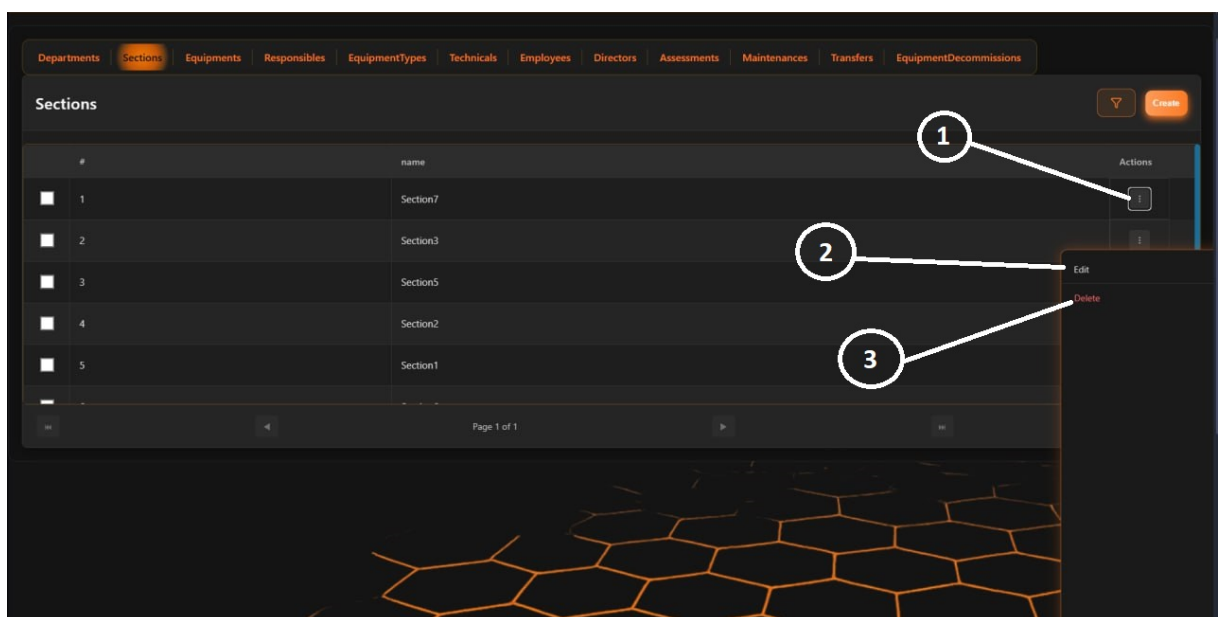 Departments Sections Equipments Responsibles EquipmentTypes Technicals Employees Directors Assessments Maintenances Transfers EquipmentDecommissions
Sections
Create
1
# name Actions
1 Section7
2 Section3
2
Edit
3 Section5
Delete
4 Section2
3
5 Section1
Page 1 of 1